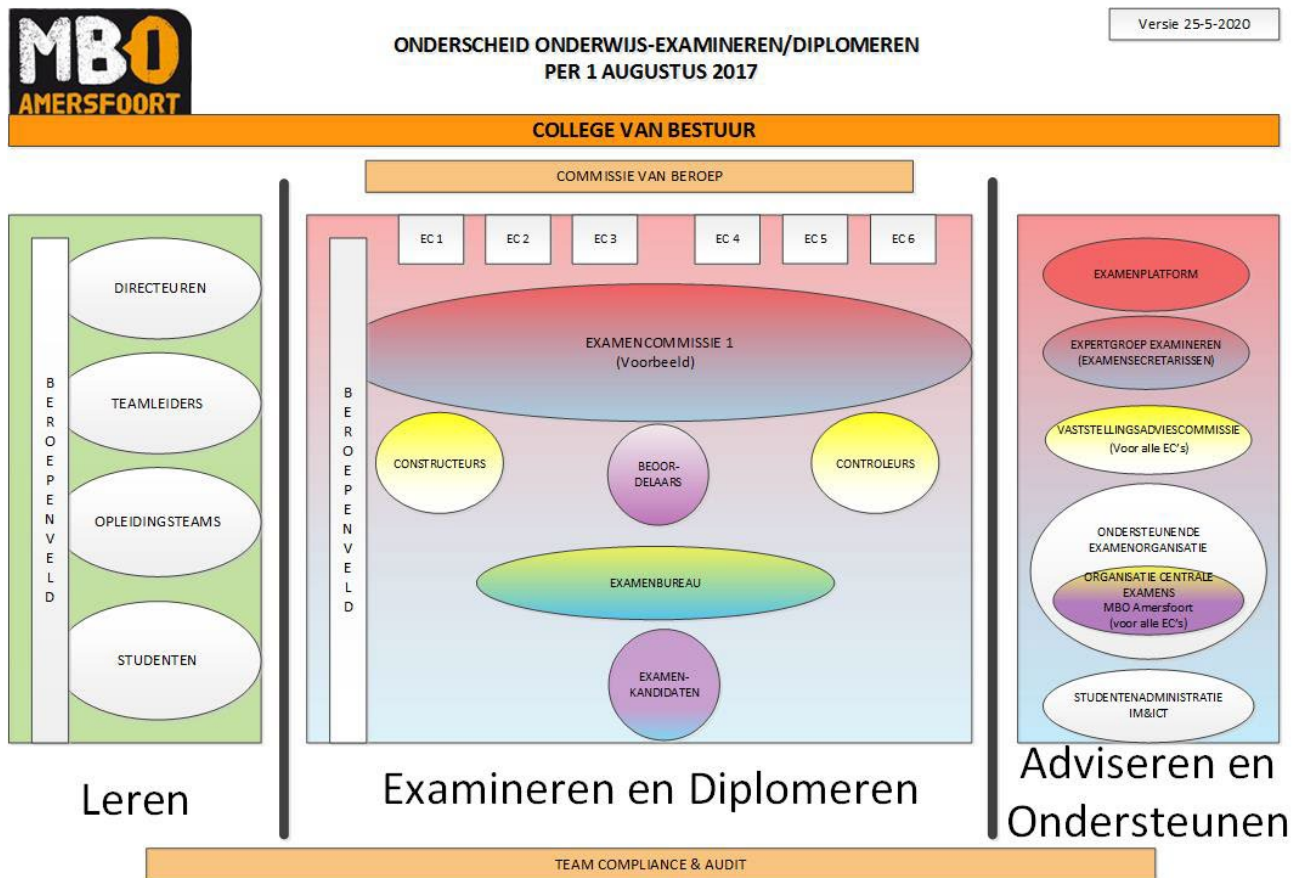 MBO
AMERSFOORT
ONDERSCHEID ONDERWIJS-EXAMINEREN/DIPLOMEREN
PER 1 AUGUSTUS 2017
Versie 25-5-2020
COLLEGE VAN BESTUUR
COMMISSIE VAN BEROEP
BEROEPENVELD
DIRECTEUREN
TEAMLEIDERS
OPLEIDINGSTEAMS
STUDENTEN
Leren
EC 1
EC 2
EC 3
EC 4
EC 5
EC 6
BEROEPENVELD
EXAMENCOMMISSIE 1
(Voorbeeld)
CONSTRUCTEURS
BEOOR-
DELAARS
CONTROLEURS
EXAMENBUREAU
EXAMEN-
KANDIDATEN
Examineren en Diplomeren
EXAMENPLATFORM
EXPERTGROEP EXAMINEREN
(EXAMENSECRETARISSEN)
VASTSTELLINGSADVIESCOMMISSIE
(Voor alle EC's)
ONDERSTEUNENDE
EXAMENORGANISATIE
ORGANISATIE CENTRALE
EXAMENS
MBO Amersfoort
(voor alle EC's)
STUDENTENADMINISTRATIE
IM&ICT
Adviseren en
Ondersteunen
TEAM COMPLIANCE & AUDIT